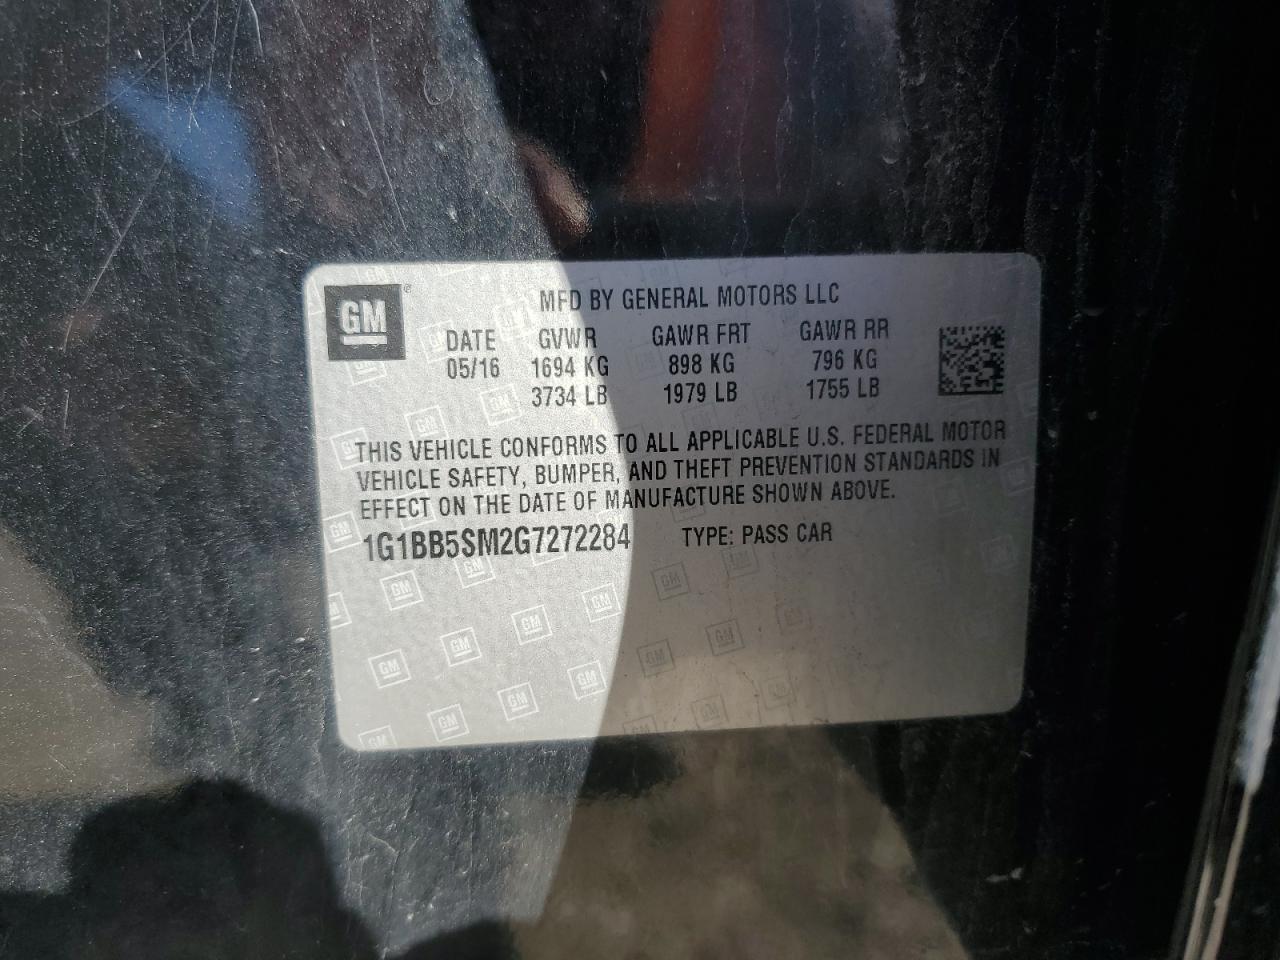 GM
MFD BY GENERAL MOTORS LLC
DATE GVWR GAWR FRT GAWR RR
05/16 1694 KG 898 KG 796 KG
3734 LB 1979 LB 1755 LB
THIS VEHICLE CONFORMS TO ALL APPLICABLE U.S. FEDERAL MOTOR
VEHICLE SAFETY, BUMPER, AND THEFT PREVENTION STANDARDS IN
EFFECT ON THE DATE OF MANUFACTURE SHOWN ABOVE.
1G1BB5SM2G7272284 TYPE: PASS CAR